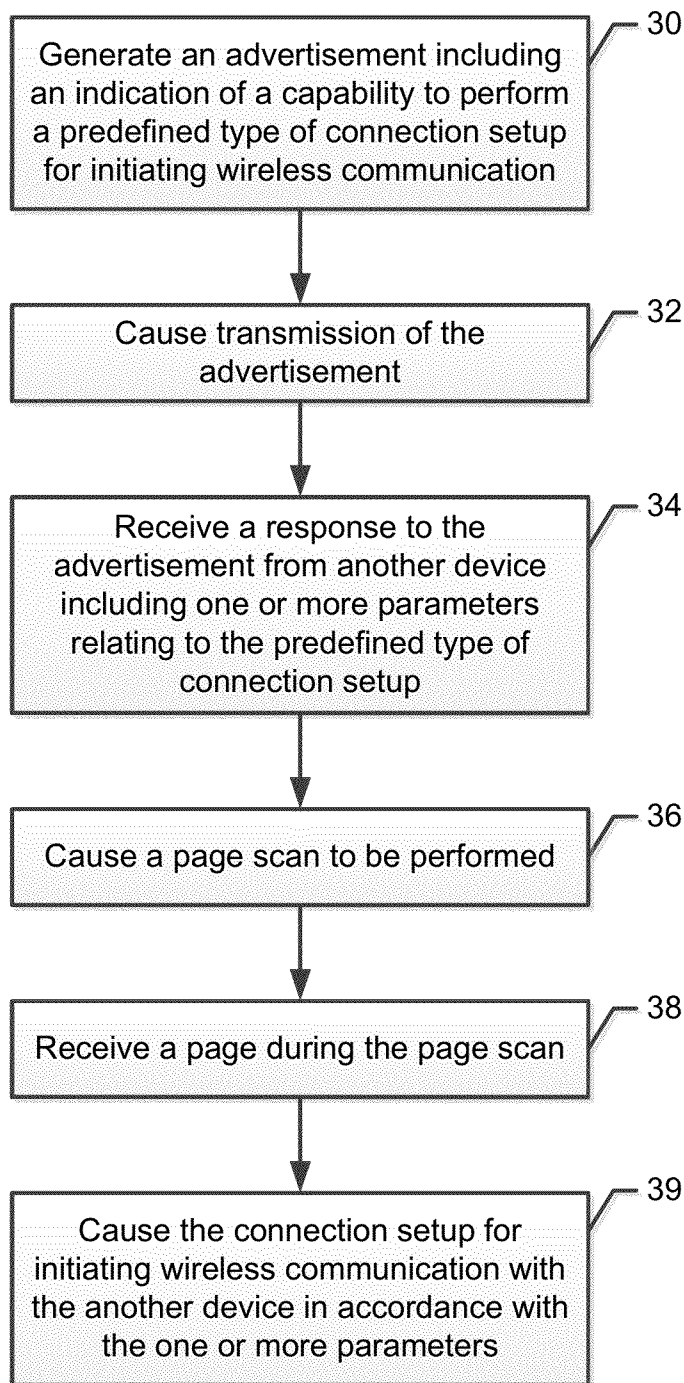 30
Generate an advertisement including
an indication of a capability to perform
a predefined type of connection setup
for initiating wireless communication
32
Cause transmission of the
advertisement
34
Receive a response to the
advertisement from another device
including one or more parameters
relating to the predefined type of
connection setup
36
Cause a page scan to be performed
38
Receive a page during the page scan
39
Cause the connection setup for
initiating wireless communication with
the another device in accordance with
the one or more parameters